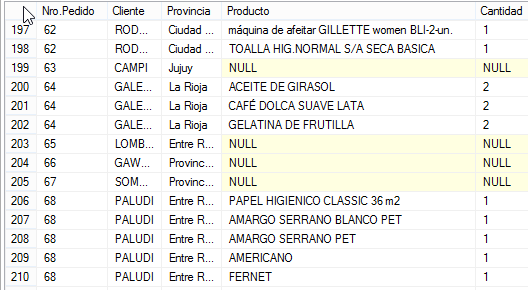 Nro.Pedido Cliente Provincia Producto Cantidad
197 62 ROD... Ciudad ... máquina de afeitar GILLETTE women BLI-2-un. 1
198 62 ROD... Ciudad ... TOALLA HIG.NORMAL S/A SECA BASICA 1
199 63 CAMPI Jujuy NULL NULL
200 64 GALE... La Rioja ACEITE DE GIRASOL 2
201 64 GALE... La Rioja CAFÉ DOLCA SUAVE LATA 2
202 64 GALE... La Rioja GELATINA DE FRUTILLA 2
203 65 LOMB... Entre R... NULL NULL
204 66 GAW... Provinc... NULL NULL
205 67 SOM... Provinc... NULL NULL
206 68 PALUDI Entre R... PAPEL HIGIENICO CLASSIC 36 m2 1
207 68 PALUDI Entre R... AMARGO SERRANO BLANCO PET 1
208 68 PALUDI Entre R... AMARGO SERRANO PET 1
209 68 PALUDI Entre R... AMERICANO 1
210 68 PALUDI Entre R... FERNET 1